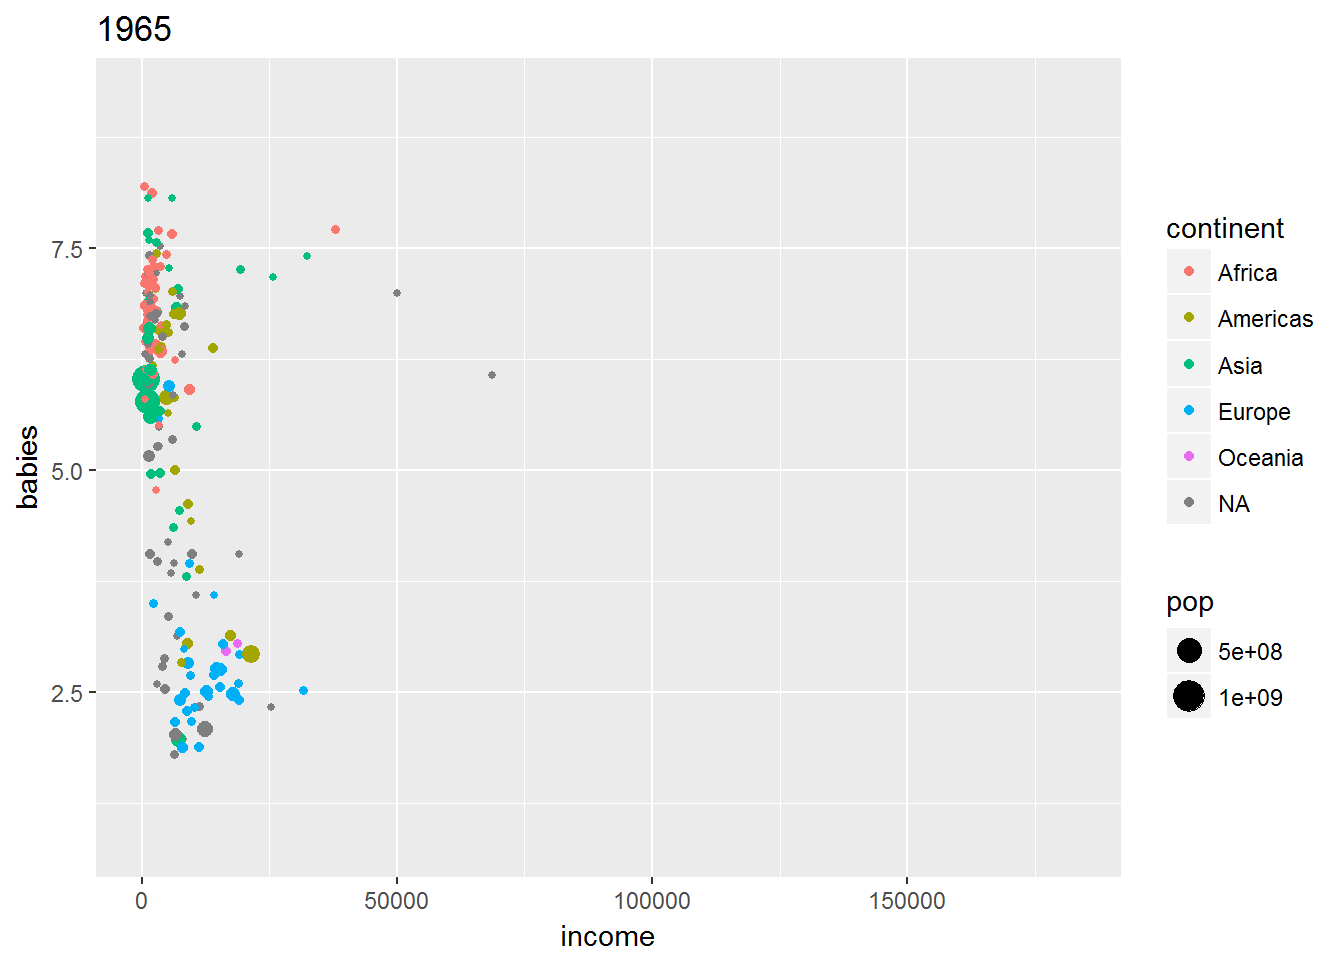 1965
babies
7.5
5.0
2.5
0
50000
100000
150000
income
continent
Africa
Americas
Asia
Europe
Oceania
NA
pop
5e+08
1e+09